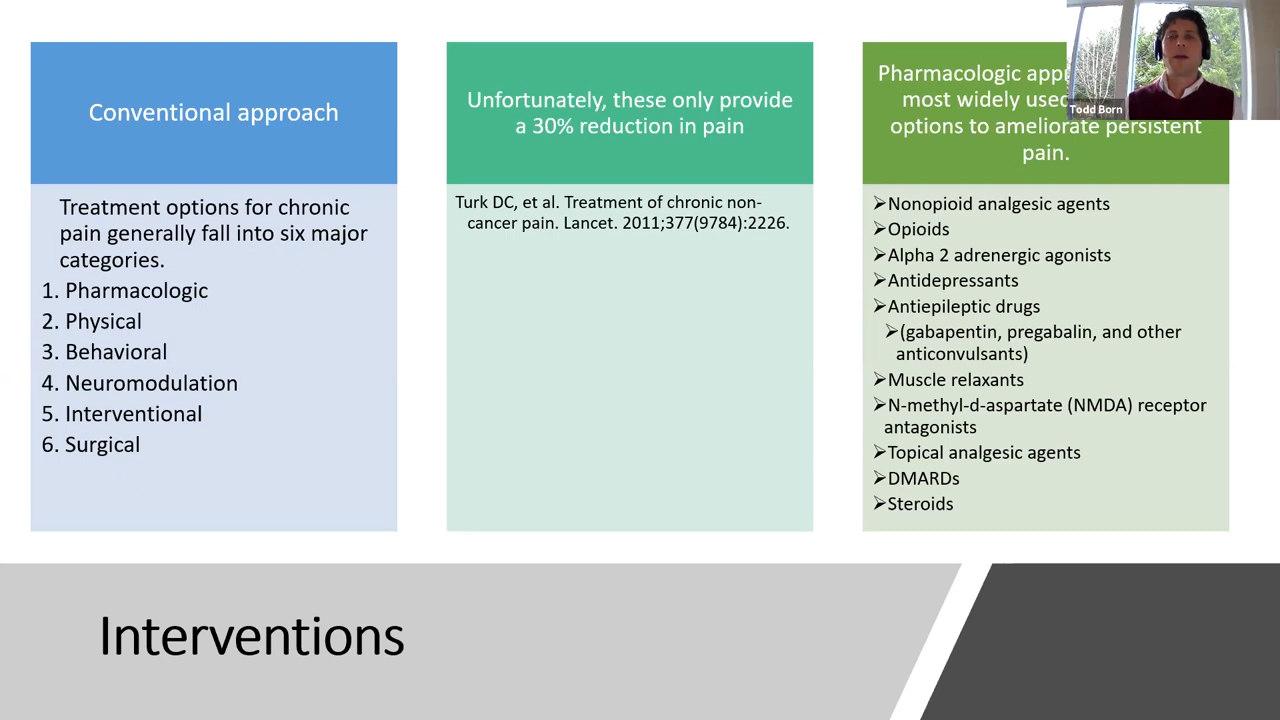 Conventional approach
Treatment options for chronic
pain generally fall into six major
categories.
1. Pharmacologic
2. Physical
3. Behavioral
4. Neuromodulation
5. Interventional
6. Surgical
Unfortunately, these only provide
a 30% reduction in pain
Turk DC, et al. Treatment of chronic non-
cancer pain. Lancet. 2011;377(9784):2226.
Pharmacologic
most widely used
options to ameliorate persistent
pain.
➢Nonopioid analgesic agents
➢Opioids
➢Alpha 2 adrenergic agonists
➢Antidepressants
➢Antiepileptic drugs
➢(gabapentin, pregabalin, and other
anticonvulsants)
➢Muscle relaxants
➢N-methyl-d-aspartate (NMDA) receptor
antagonists
➢Topical analgesic agents
➢DMARDs
➢Steroids
Todd Born
Interventions